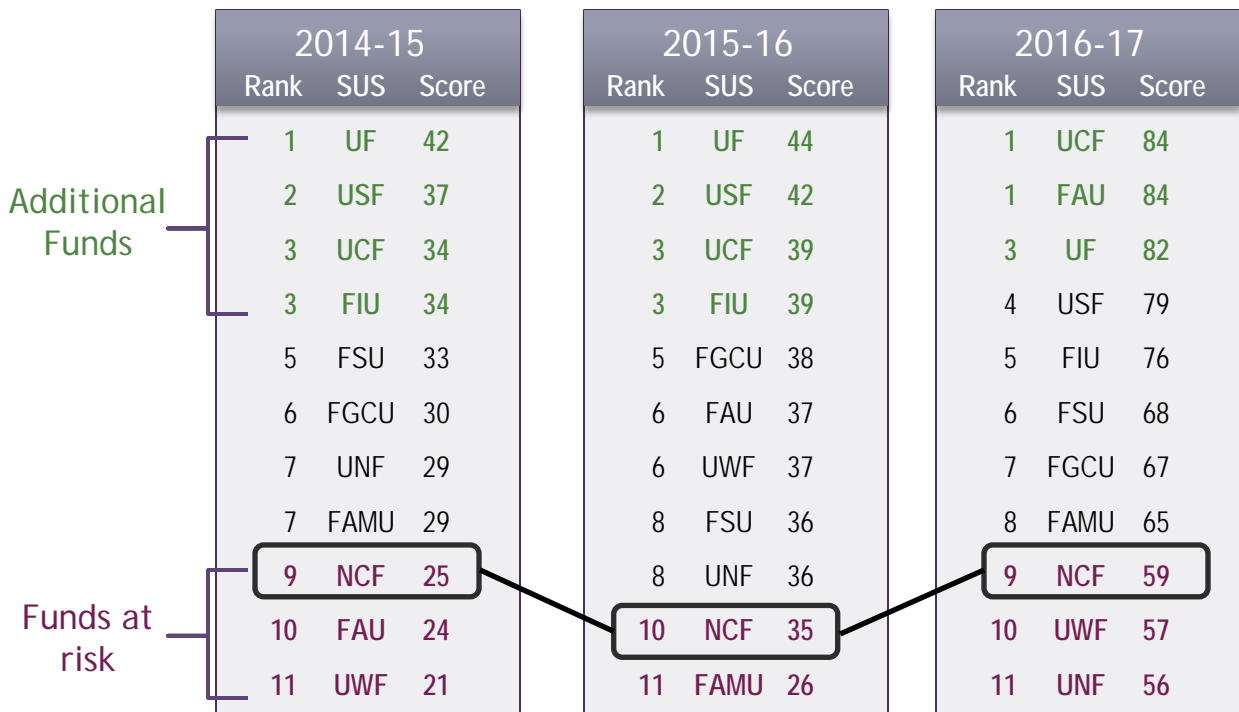 2014-15
Rank SUS Score
1 UF 42
2 USF 37
3 UCF 34
3 FIU 34
5 FSU 33
6 FGCU 30
7 UNF 29
7 FAMU 29
9 NCF 25
10 FAU 24
11 UWF 21
2015-16
Rank SUS Score
1 UF 44
2 USF 42
3 UCF 39
3 FIU 39
5 FGCU 38
6 FAU 37
6 UWF 37
8 FSU 36
8 UNF 36
10 NCF 35
11 FAMU 26
2016-17
Rank SUS Score
1 UCF 84
1 FAU 84
3 UF 82
4 USF 79
5 FIU 76
6 FSU 68
7 FGCU 67
8 FAMU 65
9 NCF 59
10 UWF 57
11 UNF 56
Additional
Funds
Funds at
risk